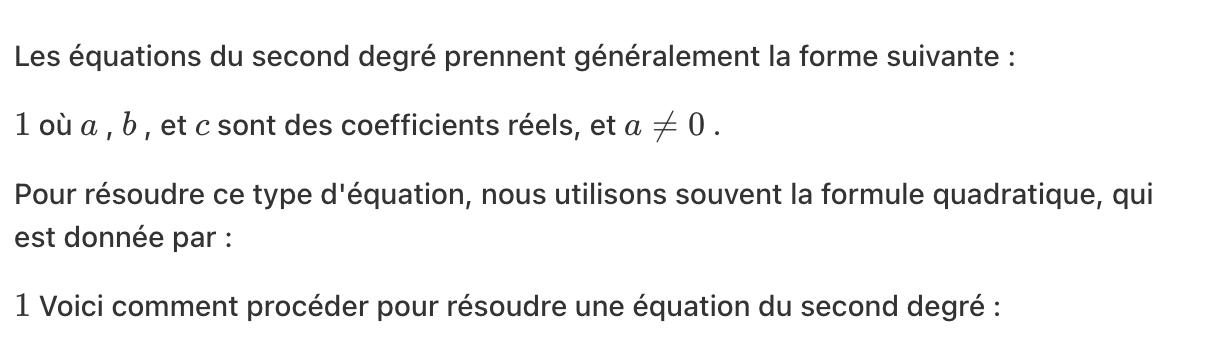 Les équations du second degré prennent généralement la forme suivante :
1 où a , b , et c sont des coefficients réels, et a ≠ 0 .
Pour résoudre ce type d'équation, nous utilisons souvent la formule quadratique, qui
est donnée par :
1 Voici comment procéder pour résoudre une équation du second degré :